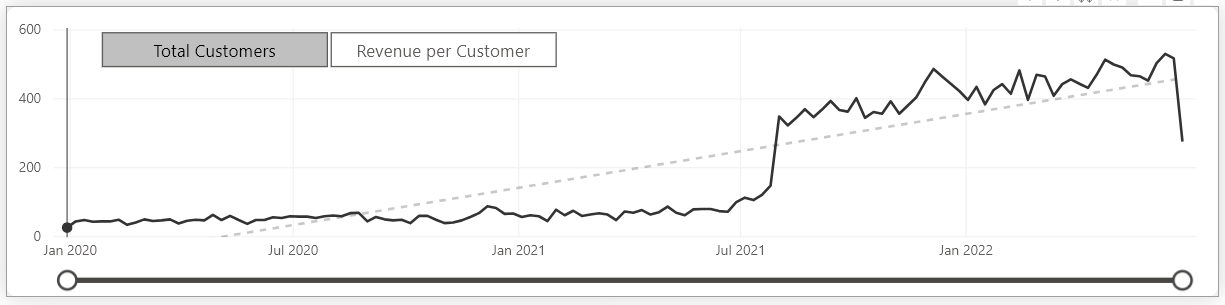 600
Total Customers
Revenue per Customer
400
200
0
Jan 2020
Jul 2020
Jan 2021
Jul 2021
Jan 2022